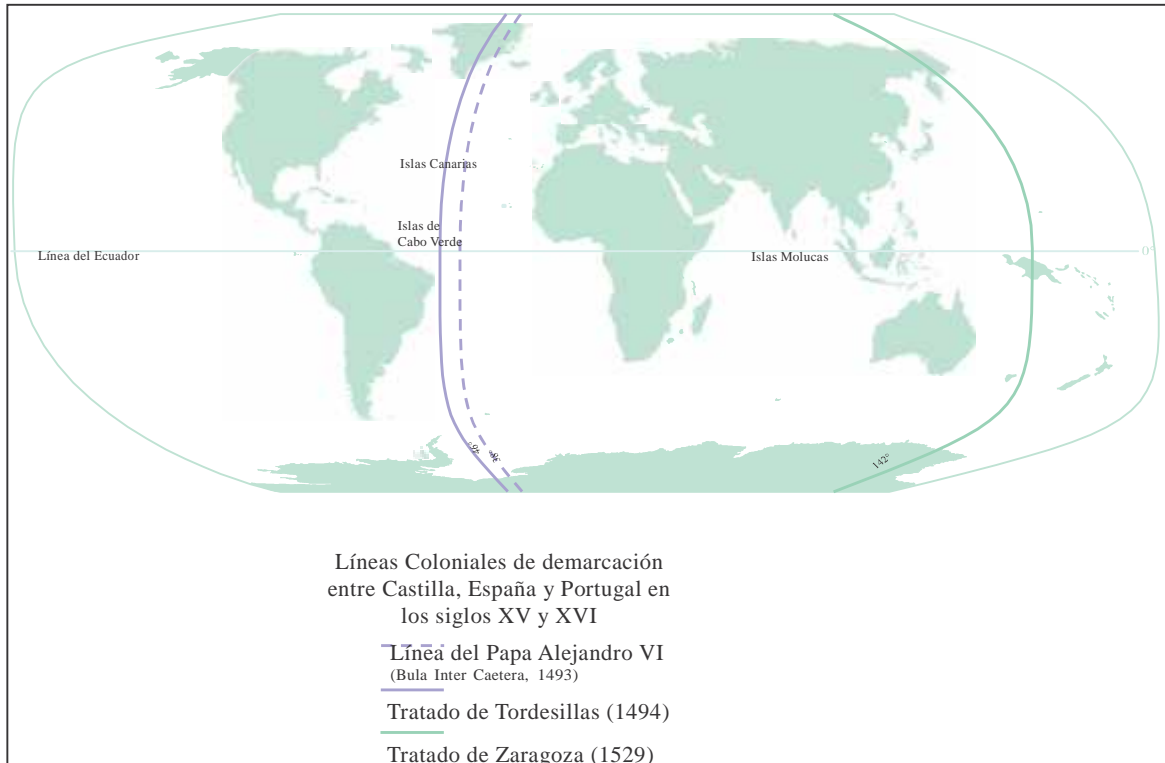 Islas Canarias
Islas de
Cabo Verde
Línea del Ecuador
Islas Molucas
0°
46°
38°
142°
Líneas Coloniales de demarcación
entre Castilla, España y Portugal en
los siglos XV y XVI
Línea del Papa Alejandro VI
(Bula Inter Caetera, 1493)
Tratado de Tordesillas (1494)
Tratado de Zaragoza (1529)